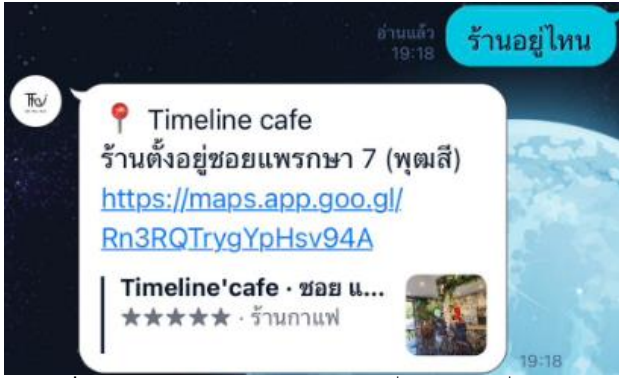 อ่านแล้ว
19:18
ร้านอยู่ไหน
Timeline cafe
ร้านตั้งอยู่ซอยแพรกษา 7 (พุฒสี)
https://maps.app.goo.gl/
Rn3RQTrygYpHsv94A
Timeline'cafe · ซอย แ...
★★★★★ · ร้านกาแฟ
19:18